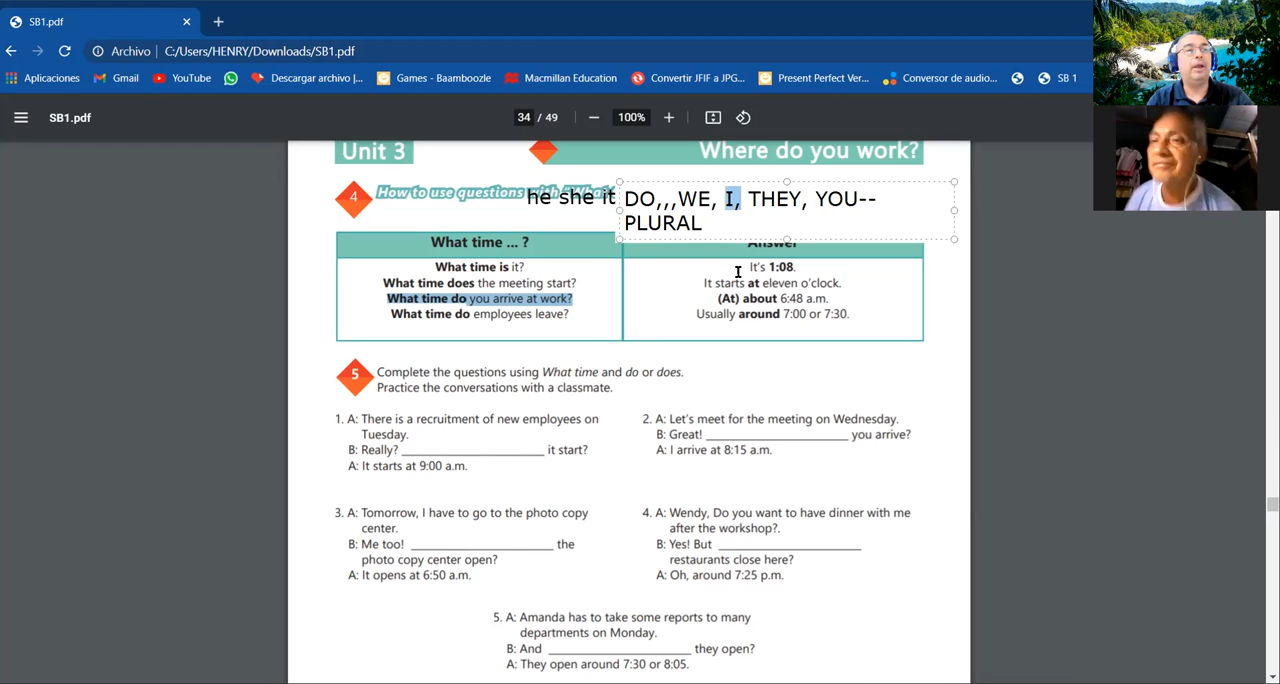 SB1.pdf
Archivo | C:/Users/HENRY/Downloads/SB1.pdf
Aplicaciones Gmail YouTube Descargar archivo |... Games - Baamboozle Macmillan Education Convertir JFIF a JPG... Present Perfect Ver... Conversor de audio... SB 1
SB1.pdf 34 / 49 100%
Unit 3 Where do you work?
4 How to use questions with "What
he she it DO,,,WE, I, THEY, YOU--
PLURAL
What time ... ? Answer
What time is it? It's 1:08.
What time does the meeting start? It starts at eleven o'clock.
What time do you arrive at work? (At) about 6:48 a.m.
What time do employees leave? Usually around 7:00 or 7:30.
5 Complete the questions using What time and do or does.
Practice the conversations with a classmate.
1. A: There is a recruitment of new employees on
Tuesday.
B: Really? ____________________ it start?
A: It starts at 9:00 a.m.
2. A: Let's meet for the meeting on Wednesday.
B: Great! ____________________ you arrive?
A: I arrive at 8:15 a.m.
3. A: Tomorrow, I have to go to the photo copy
center.
B: Me too! ____________________ the
photo copy center open?
A: It opens at 6:50 a.m.
4. A: Wendy, Do you want to have dinner with me
after the workshop?.
B: Yes! But ____________________
restaurants close here?
A: Oh, around 7:25 p.m.
5. A: Amanda has to take some reports to many
departments on Monday.
B: And ____________________ they open?
A: They open around 7:30 or 8:05.